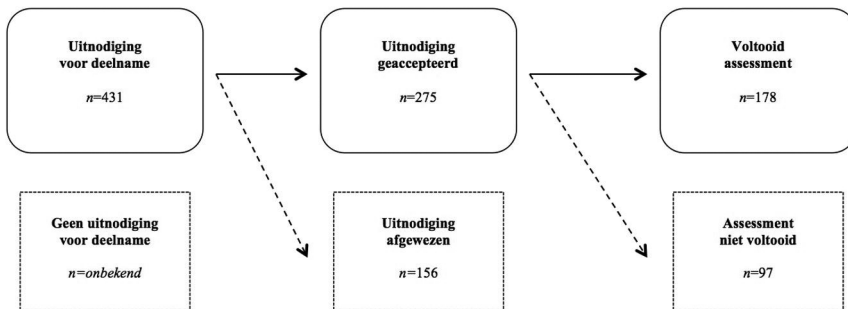 Uitnodiging
voor deelname
n=431
Uitnodiging
geaccepteerd
n=275
Voltooid
assessment
n=178
Geen uitnodiging
voor deelname
n=onbekend
Uitnodiging
afgewezen
n=156
Assessment
niet voltooid
n=97